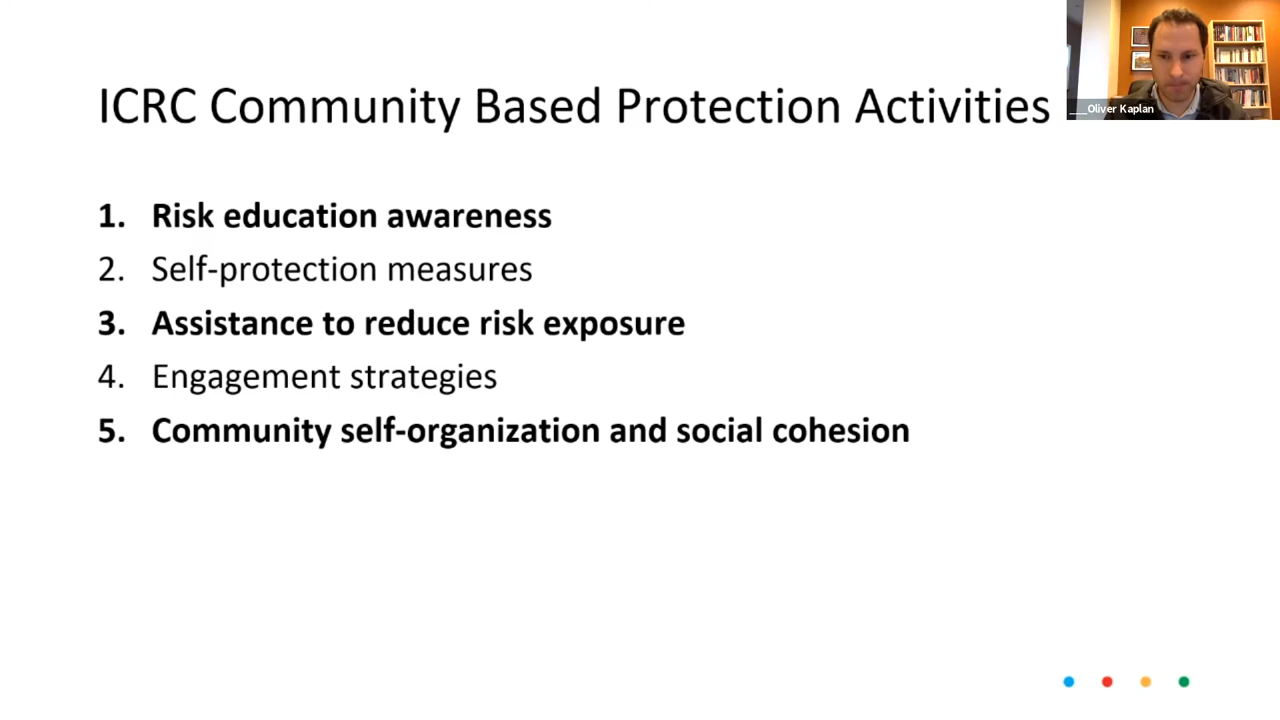 ICRC Community Based Protection Activities
___Oliver Kaplan
1. Risk education awareness
2. Self-protection measures
3. Assistance to reduce risk exposure
4. Engagement strategies
5. Community self-organization and social cohesion